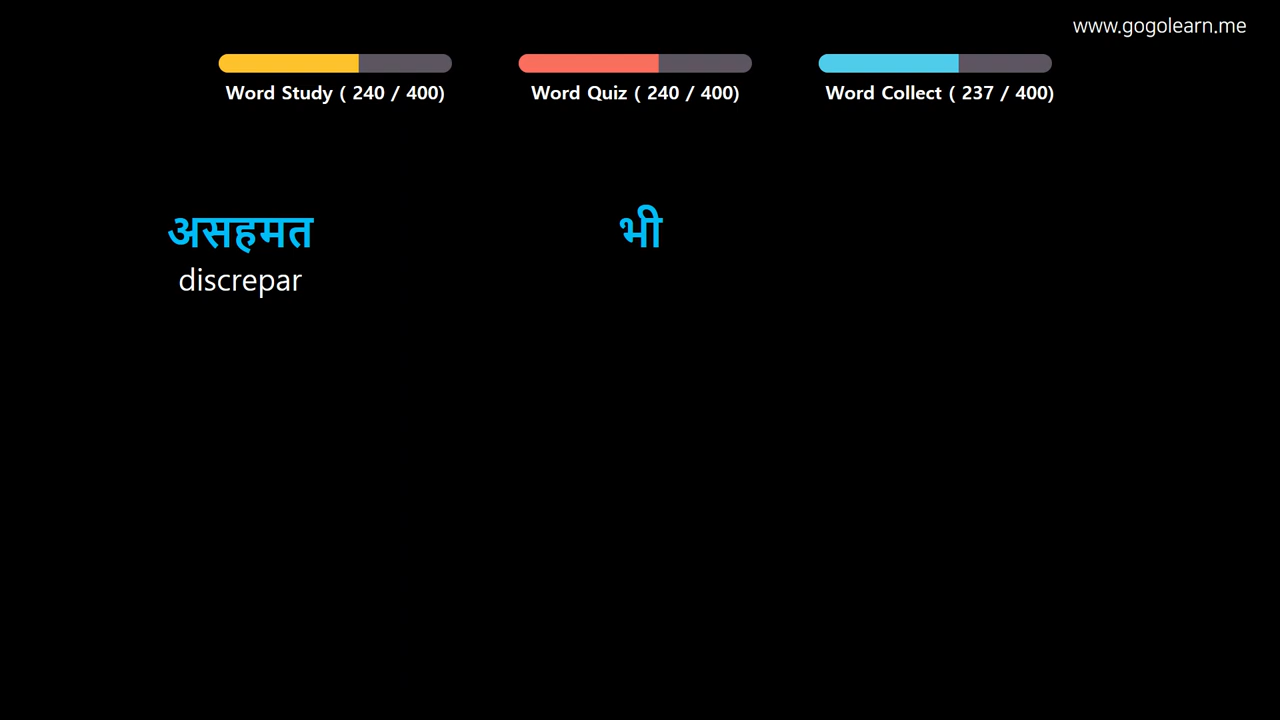 www.gogolearn.me
Word Study ( 240 / 400)
Word Quiz ( 240 / 400)
Word Collect ( 237 / 400)
असहमत
discrepar
भी